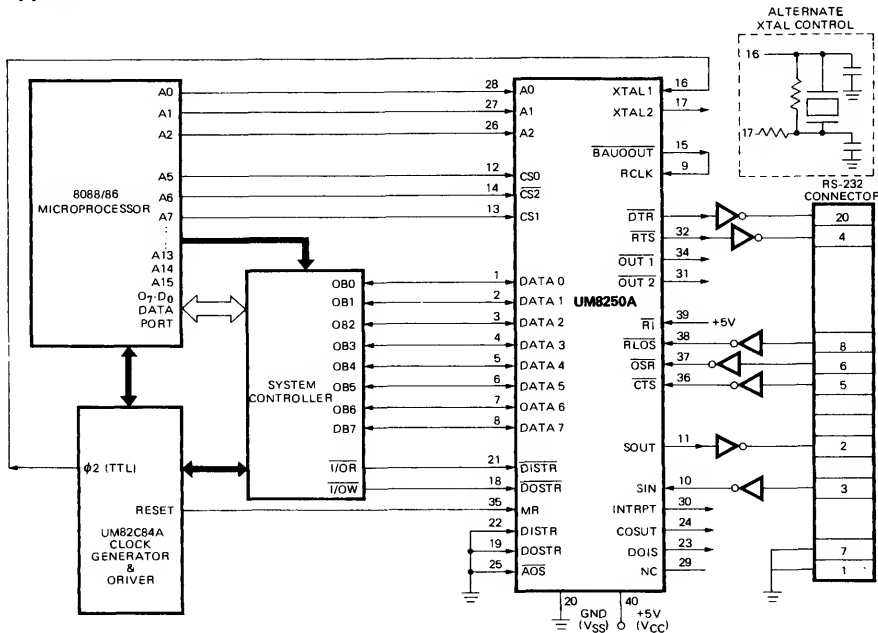 ALTERNATE
XTAL CONTROL
16
17
8088/86
MICROPROCESSOR
A0
A1
A2
A5
A6
A7
A13
A14
A15
O7-D0
DATA
PORT
SYSTEM
CONTROLLER
OB0
OB1
O82
OB3
OB4
OB5
OB6
DB7
I/OR
I/OW
ϕ2 (TTL)
RESET
UM82C84A
CLOCK
GENERATOR
&
ORIVER
28
27
26
12
14
13
1
2
3
4
5
6
7
8
21
18
35
22
19
25
A0
A1
A2
CS0
CS2
CS1
DATA 0
DATA 1
DATA 2
DATA 3
DATA 4
DATA 5
OATA 6
DATA 7
DISTR
DOSTR
MR
DISTR
DOSTR
AOS
UM8250A
XTAL1
XTAL2
BAUOOUT
RCLK
DTR
RTS
OUT 1
OUT 2
RI
RLOS
OSR
CTS
SOUT
SIN
INTRPT
COSUT
DOIS
NC
16
17
15
9
32
34
31
39
+5V
38
37
36
11
10
30
24
23
29
20
GND
(VSS)
40
+5V
(VCC)
RS-232
CONNECTOR
20
4
8
6
5
2
3
7
1